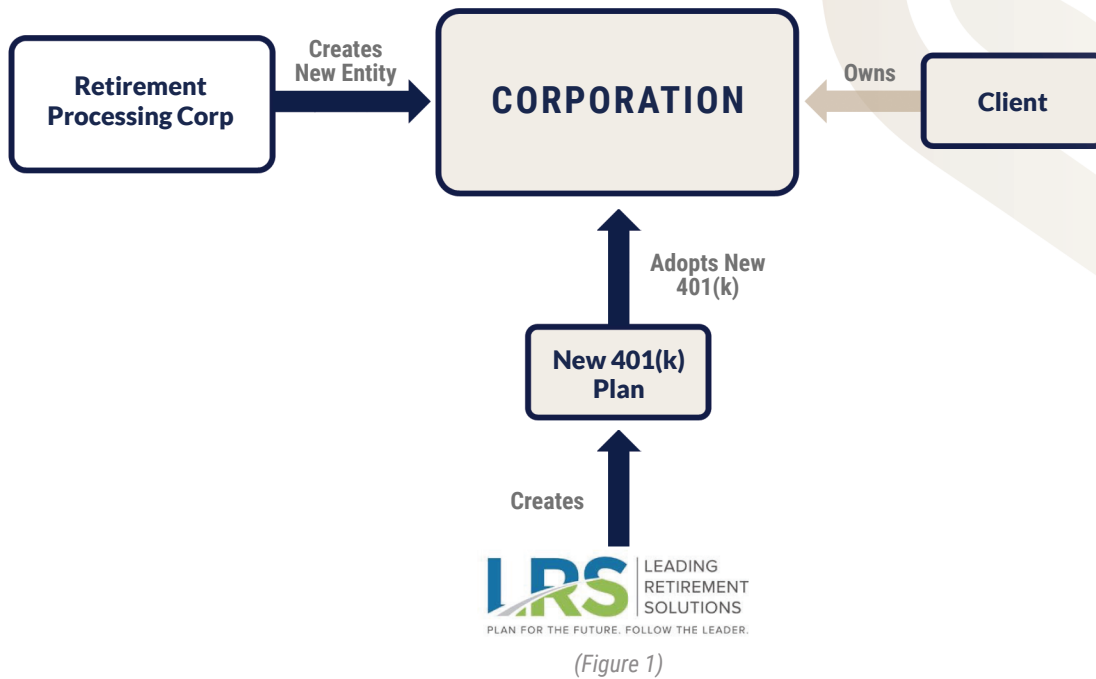 Creates
New Entity
Owns
Retirement
Processing Corp
CORPORATION
Client
Adopts New
401(k)
New 401(k)
Plan
Creates
LRS
LEADING
RETIREMENT
SOLUTIONS
PLAN FOR THE FUTURE. FOLLOW THE LEADER.
(Figure 1)